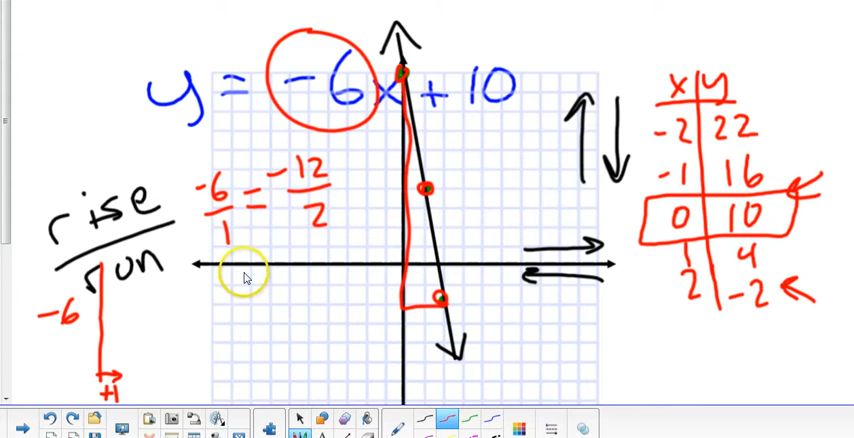 y = -6x + 10
-6/1 = -12/2
rise
run
-6
+1
x | y
-2 | 22
-1 | 16
0 | 10
1 | 4
2 | -2